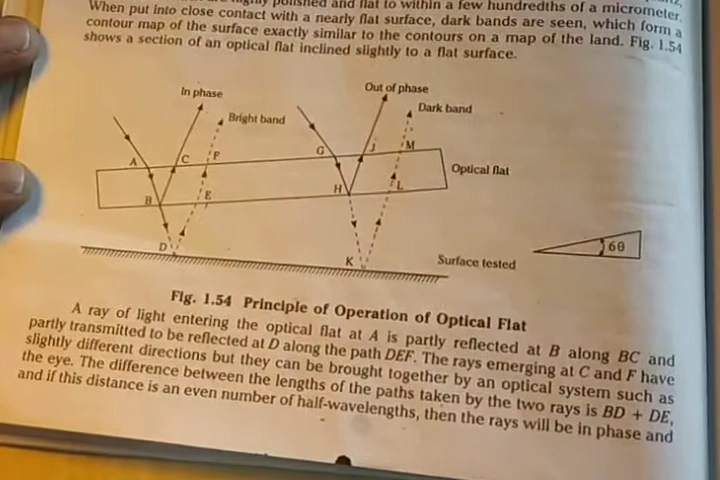 polished and flat to within a few hundredths of a micrometer.
When put into close contact with a nearly flat surface, dark bands are seen, which form a
contour map of the surface exactly similar to the contours on a map of the land. Fig. 1.54
shows a section of an optical flat inclined slightly to a flat surface.
In phase
Out of phase
Bright band
Dark band
A
C
F
G
J
M
Optical flat
B
E
H
L
D
K
Surface tested
6θ
Fig. 1.54 Principle of Operation of Optical Flat
A ray of light entering the optical flat at A is partly reflected at B along BC and
partly transmitted to be reflected at D along the path DEF. The rays emerging at C and F have
slightly different directions but they can be brought together by an optical system such as
the eye. The difference between the lengths of the paths taken by the two rays is BD + DE,
and if this distance is an even number of half-wavelengths, then the rays will be in phase and